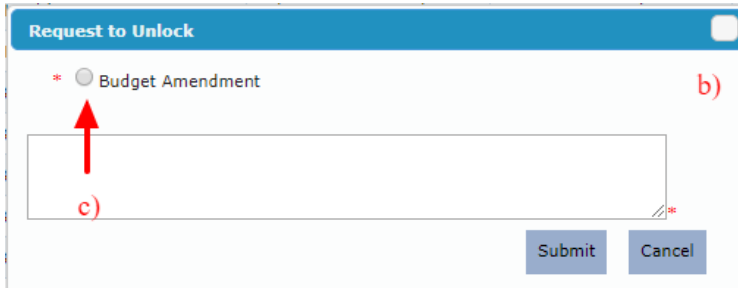 Request to Unlock
* Budget Amendment
b)
c)
*
Submit Cancel